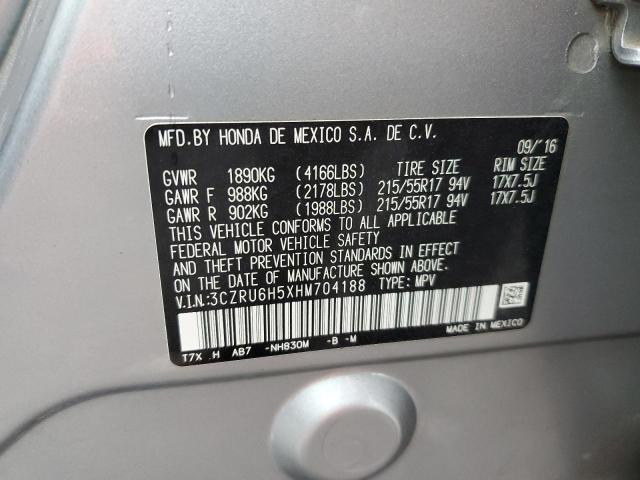 MFD. BY HONDA DE MEXICO S.A. DE C.V. 09/'16
GVWR 1890KG (4166LBS) TIRE SIZE RIM SIZE
GAWR F 988KG (2178LBS) 215/55R17 94V 17X7.5J
GAWR R 902KG (1988LBS) 215/55R17 94V 17X7.5J
THIS VEHICLE CONFORMS TO ALL APPLICABLE
FEDERAL MOTOR VEHICLE SAFETY
AND THEFT PREVENTION STANDARDS IN EFFECT
ON THE DATE OF MANUFACTURE SHOWN ABOVE.
V.I.N.:3CZRU6H5XHM704188 TYPE: MPV
MADE IN MEXICO
T7X H AB7 -NH830M -B -M